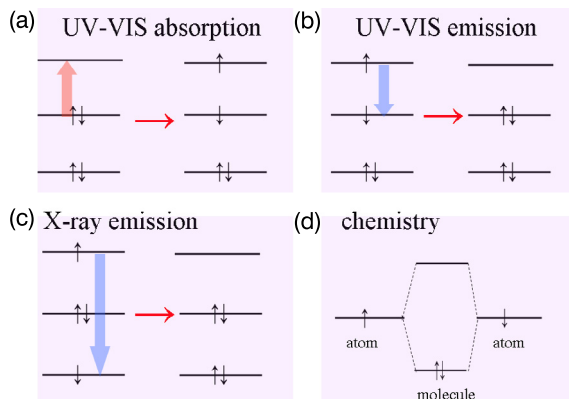 (a) UV-VIS absorption
(b) UV-VIS emission
(c) X-ray emission
(d) chemistry
atom
atom
molecule